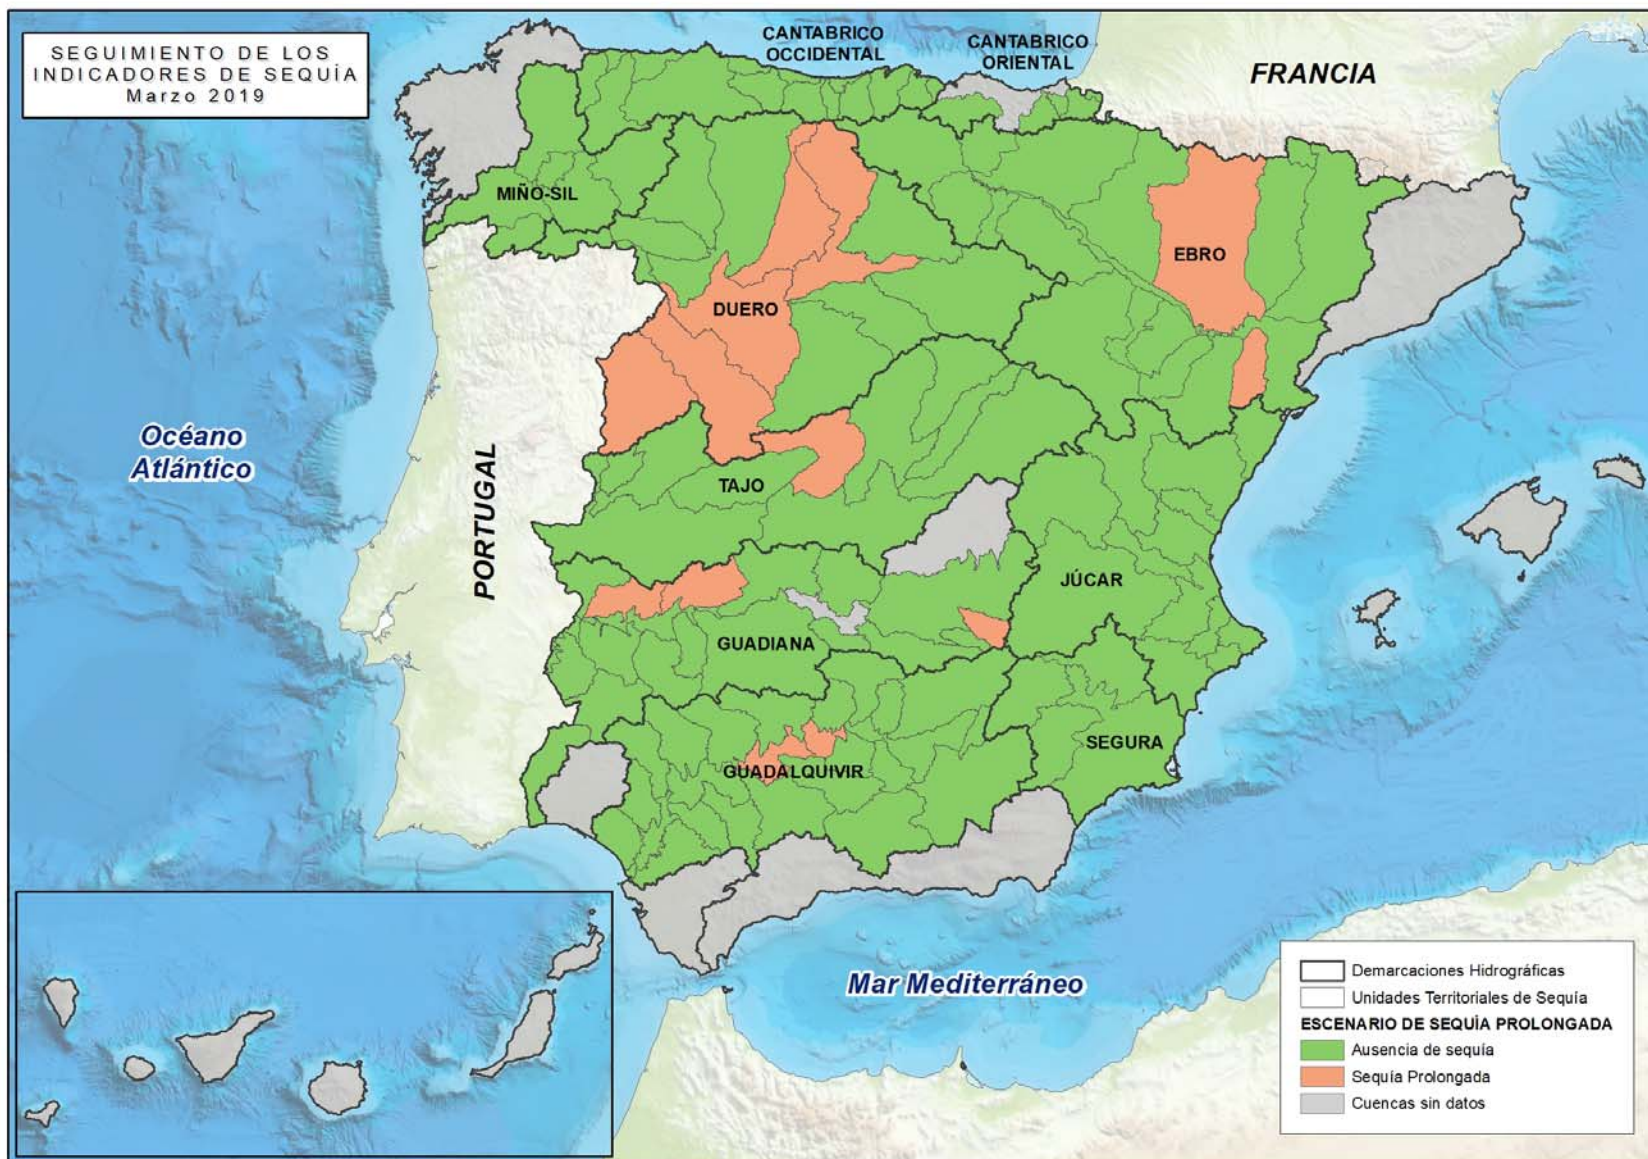 SEGUIMIENTO DE LOS
INDICADORES DE SEQUÍA
Marzo 2019
CANTABRICO
OCCIDENTAL
CANTABRICO
ORIENTAL
FRANCIA
MIÑO-SIL
EBRO
DUERO
Océano
Atlántico
PORTUGAL
TAJO
JÚCAR
GUADIANA
SEGURA
GUADALQUIVIR
Mar Mediterráneo
Demarcaciones Hidrográficas
Unidades Territoriales de Sequía
ESCENARIO DE SEQUÍA PROLONGADA
Ausencia de sequía
Sequía Prolongada
Cuencas sin datos